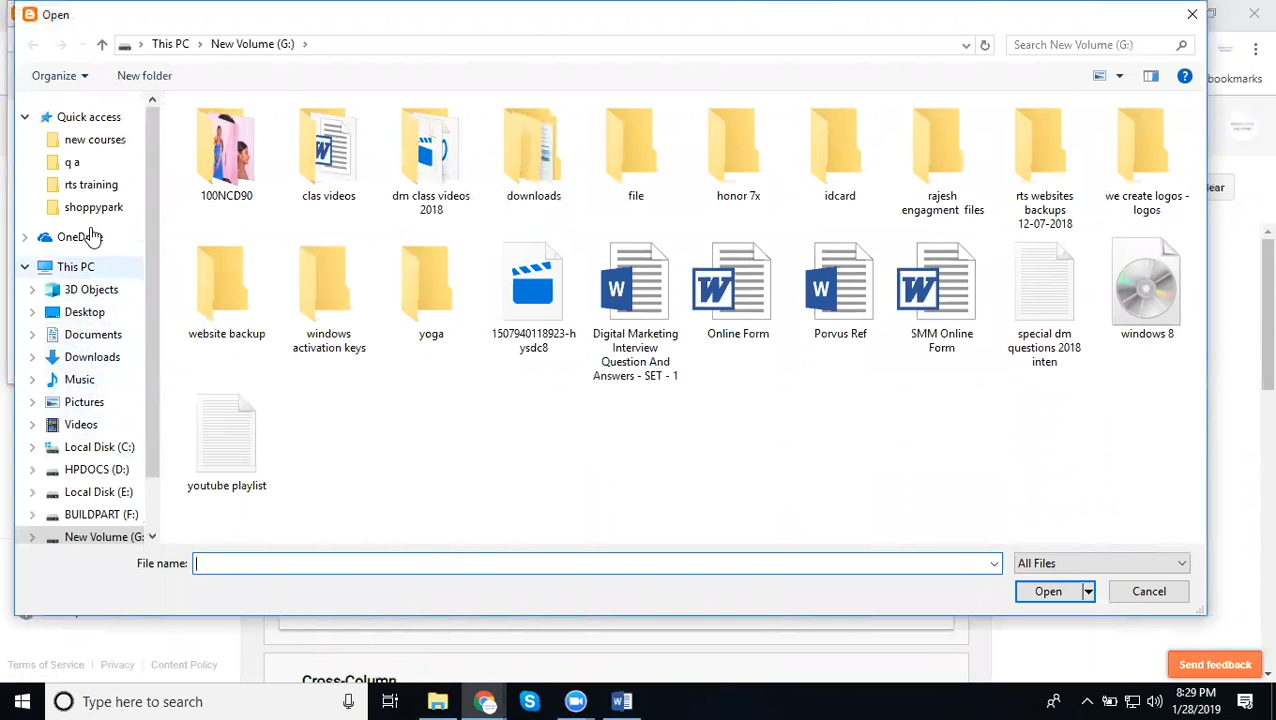 Open
This PC
New Volume (G:)
Search New Volume (G:)
Organize
New folder
bookmarks
Quick access
new courses
q a
rts training
shoppypark
This PC
3D Objects
Desktop
Documents
Downloads
Music
Pictures
Videos
Local Disk (C:)
HPDOCS (D:)
Local Disk (E:)
BUILDPART (F:)
New Volume (G:
100NCD90
clas videos
dm class videos
2018
downloads
file
honor 7x
idcard
rajesh
engagment files
lrts websites
backups
12-07-2018
we create logos -
logos
website backup
windows
activation keys
yoga
1507940118923-h
ysdc8
Digital Marketing
Interview
Question And
Answers - SET - 1
Online Form
Porvus Ref
SMM Online
Form
special dm
questions 2018
inten
windows 8
youtube playlist
File name:
All Files
Open
Cancel
Terms of Service | Privacy | Content Policy
Cross-Column
Send feedback
Type here to search
8:29 PM
1/28/2019